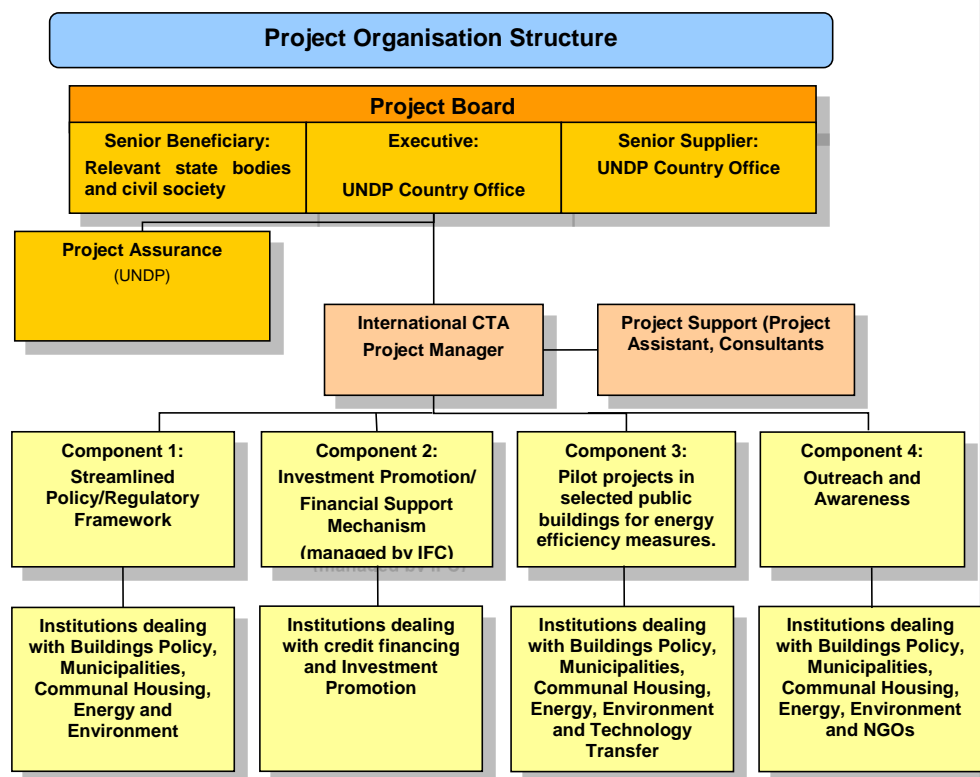 Project Organisation Structure
Project Board
Senior Beneficiary:
Relevant state bodies
and civil society
Executive:
UNDP Country Office
Senior Supplier:
UNDP Country Office
Project Assurance
(UNDP)
International CTA
Project Manager
Project Support (Project
Assistant, Consultants
Component 1:
Streamlined
Policy/Regulatory
Framework
Component 2:
Investment Promotion/
Financial Support
Mechanism
(managed by IFC)
Component 3:
Pilot projects in
selected public
buildings for energy
efficiency measures.
Component 4:
Outreach and
Awareness
Institutions dealing
with Buildings Policy,
Municipalities,
Communal Housing,
Energy and
Environment
Institutions dealing
with credit financing
and Investment
Promotion
Institutions dealing
with Buildings Policy,
Municipalities,
Communal Housing,
Energy, Environment
and Technology
Transfer
Institutions dealing
with Buildings Policy,
Municipalities,
Communal Housing,
Energy, Environment
and NGOs